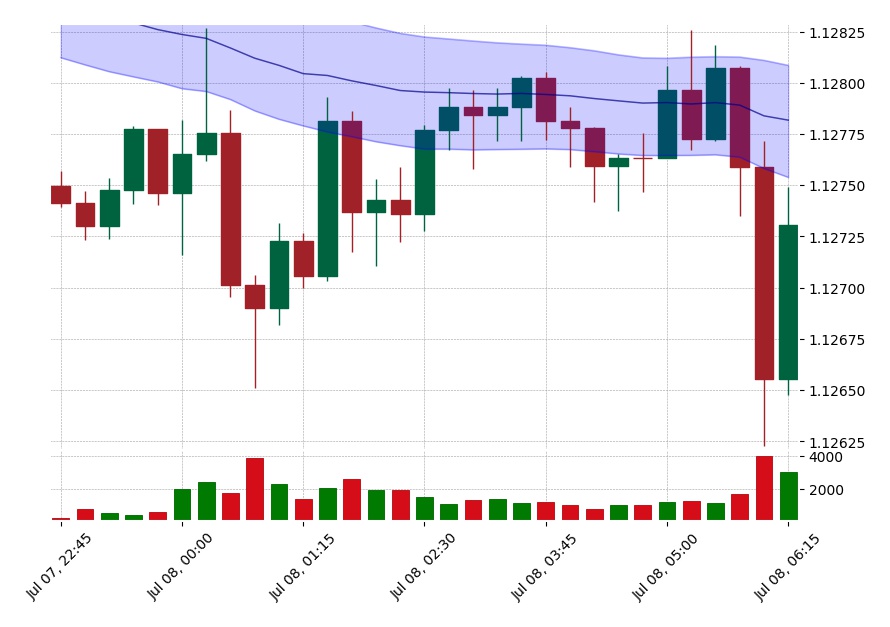 1.12825
1.12800
1.12775
1.12750
1.12725
1.12700
1.12675
1.12650
1.12625
4000
2000
Jul 07, 22:45
Jul 08, 00:00
Jul 08, 01:15
Jul 08, 02:30
Jul 08, 03:45
Jul 08, 05:00
Jul 08, 06:15